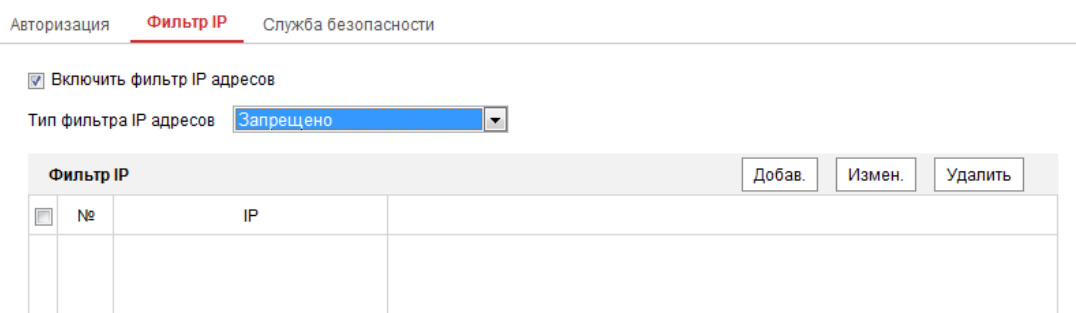 Авторизация Фильтр IP Служба безопасности
Включить фильтр IP адресов
Тип фильтра IP адресов Запрещено
Фильтр IP Добав. Измен. Удалить
№ IP